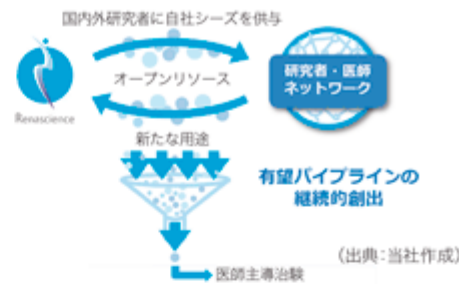 国内外研究者に自社シーズを供与
オープンリソース
研究者・医師
ネットワーク
Renascience
新たな用途
有望パイプラインの
継続的創出
（出典：当社作成）
医師主導治験